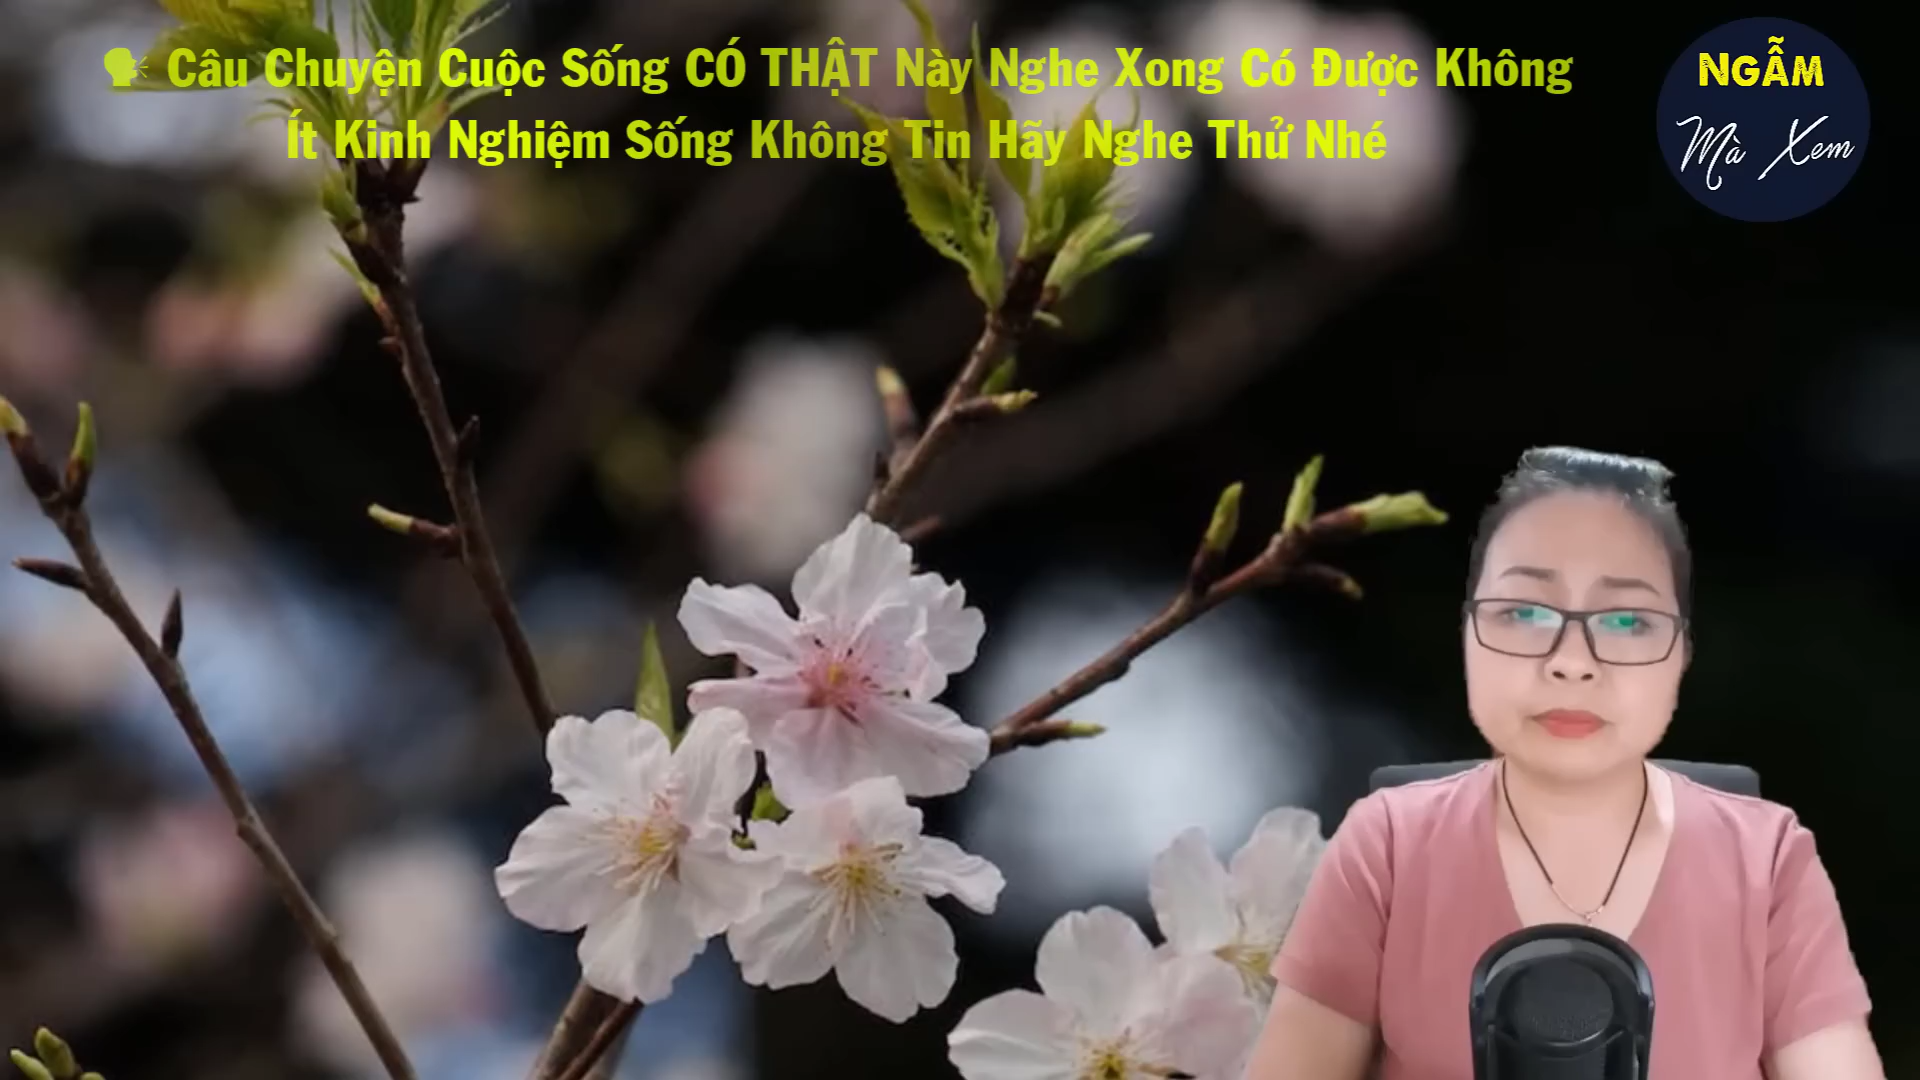 Câu Chuyện Cuộc Sống CÓ THẬT Này Nghe Xong Có Được Không
Ít Kinh Nghiệm Sống Không Tin Hãy Nghe Thử Nhé
NGẪM
Mà Xem